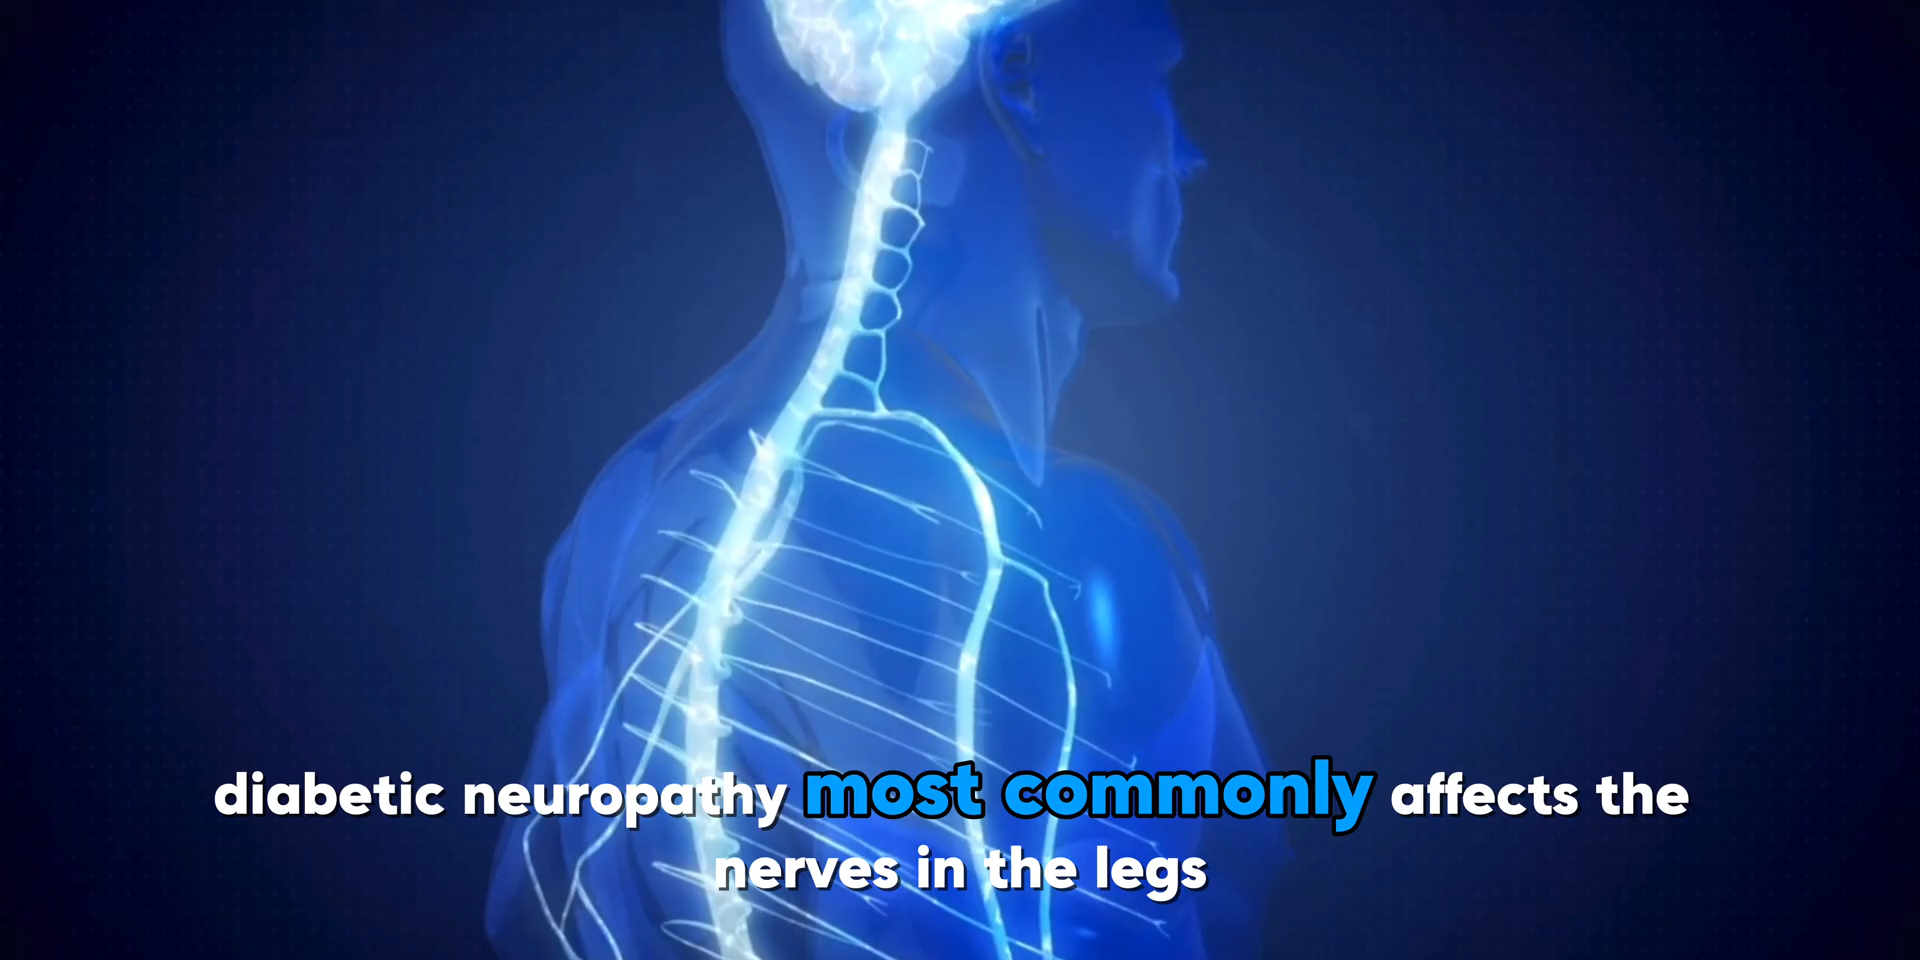 diabetic neuropathy most commonly affects the
nerves in the legs